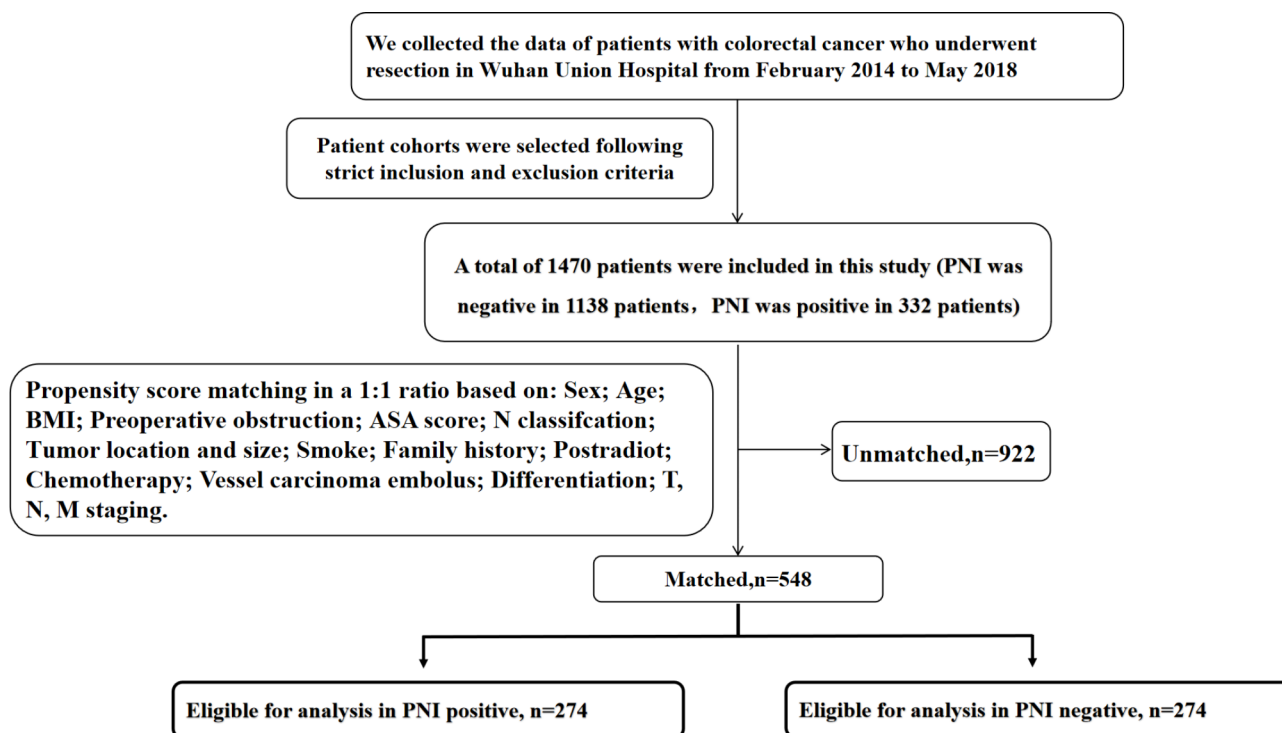 We collected the data of patients with colorectal cancer who underwent
resection in Wuhan Union Hospital from February 2014 to May 2018
Patient cohorts were selected following
strict inclusion and exclusion criteria
A total of 1470 patients were included in this study (PNI was
negative in 1138 patients，PNI was positive in 332 patients)
Propensity score matching in a 1:1 ratio based on: Sex; Age;
BMI; Preoperative obstruction; ASA score; N classifcation;
Tumor location and size; Smoke; Family history; Postradiot;
Chemotherapy; Vessel carcinoma embolus; Differentiation; T,
N, M staging.
Unmatched,n=922
Matched,n=548
Eligible for analysis in PNI positive, n=274
Eligible for analysis in PNI negative, n=274